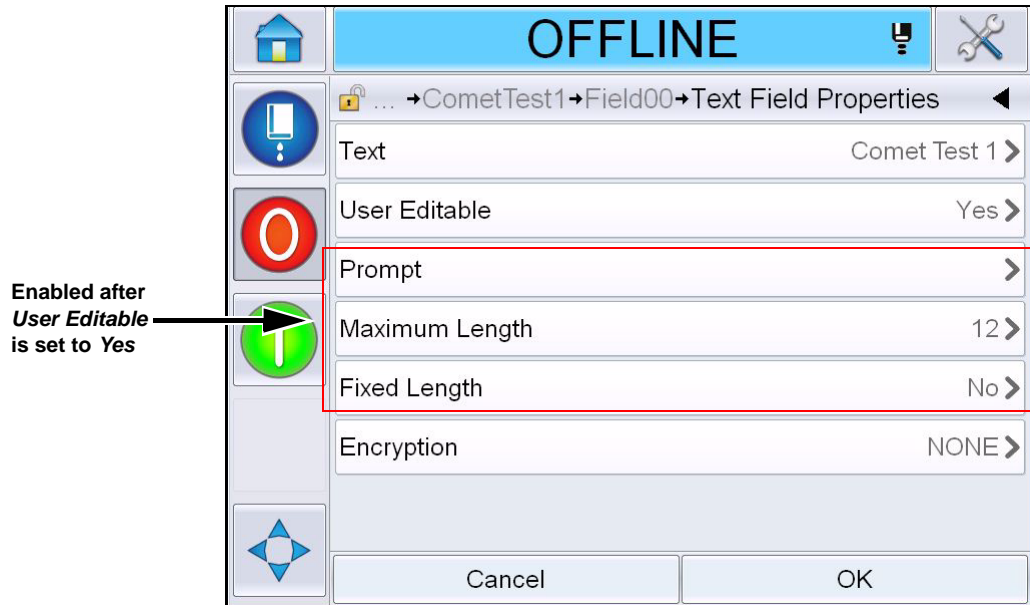 OFFLINE
... →CometTest1→Field00→Text Field Properties
Text Comet Test 1
User Editable Yes
Prompt
Maximum Length 12
Fixed Length No
Encryption NONE
Cancel OK
Enabled after
User Editable
is set to Yes